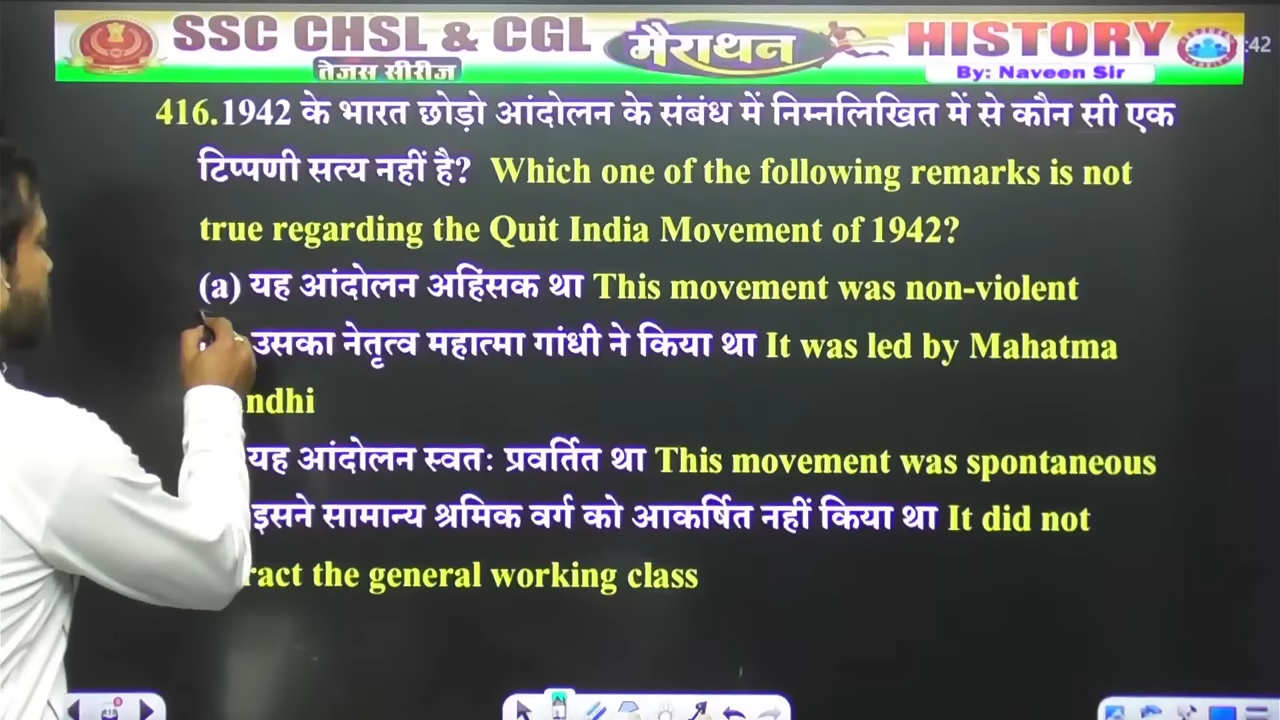 SSC CHSL & CGL मैराथन HISTORY :42
तेजस सीरीज By: Naveen Sir
416.1942 के भारत छोड़ो आंदोलन के संबंध में निम्नलिखित में से कौन सी एक
टिप्पणी सत्य नहीं है? Which one of the following remarks is not
true regarding the Quit India Movement of 1942?
(a) यह आंदोलन अहिंसक था This movement was non-violent
उसका नेतृत्व महात्मा गांधी ने किया था It was led by Mahatma
ndhi
यह आंदोलन स्वतः प्रवर्तित था This movement was spontaneous
इसने सामान्य श्रमिक वर्ग को आकर्षित नहीं किया था It did not
ract the general working class